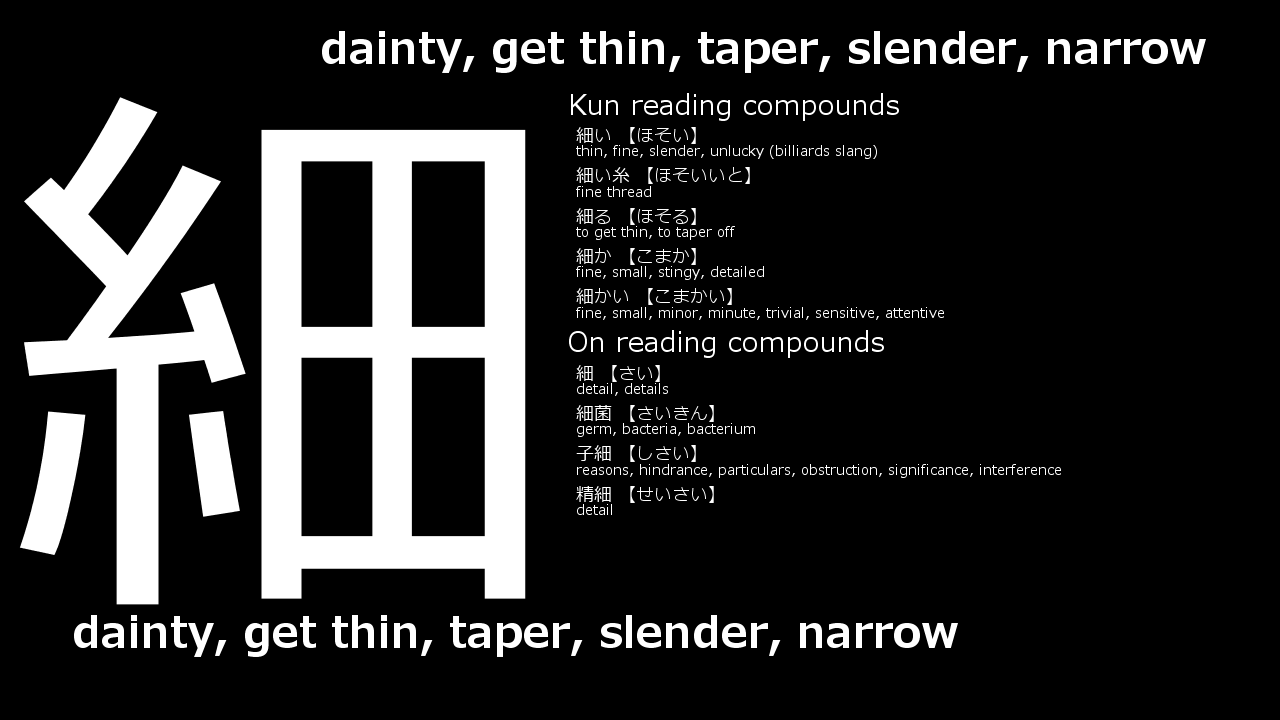 dainty, get thin, taper, slender, narrow
細
Kun reading compounds
細い 【ほそい】
thin, fine, slender, unlucky (billiards slang)
細い糸 【ほそいいと】
fine thread
細る 【ほそる】
to get thin, to taper off
細か 【こまか】
fine, small, stingy, detailed
細かい 【こまかい】
fine, small, minor, minute, trivial, sensitive, attentive
On reading compounds
細 【さい】
detail, details
細菌 【さいきん】
germ, bacteria, bacterium
子細 【しさい】
reasons, hindrance, particulars, obstruction, significance, interference
精細 【せいさい】
detail
dainty, get thin, taper, slender, narrow